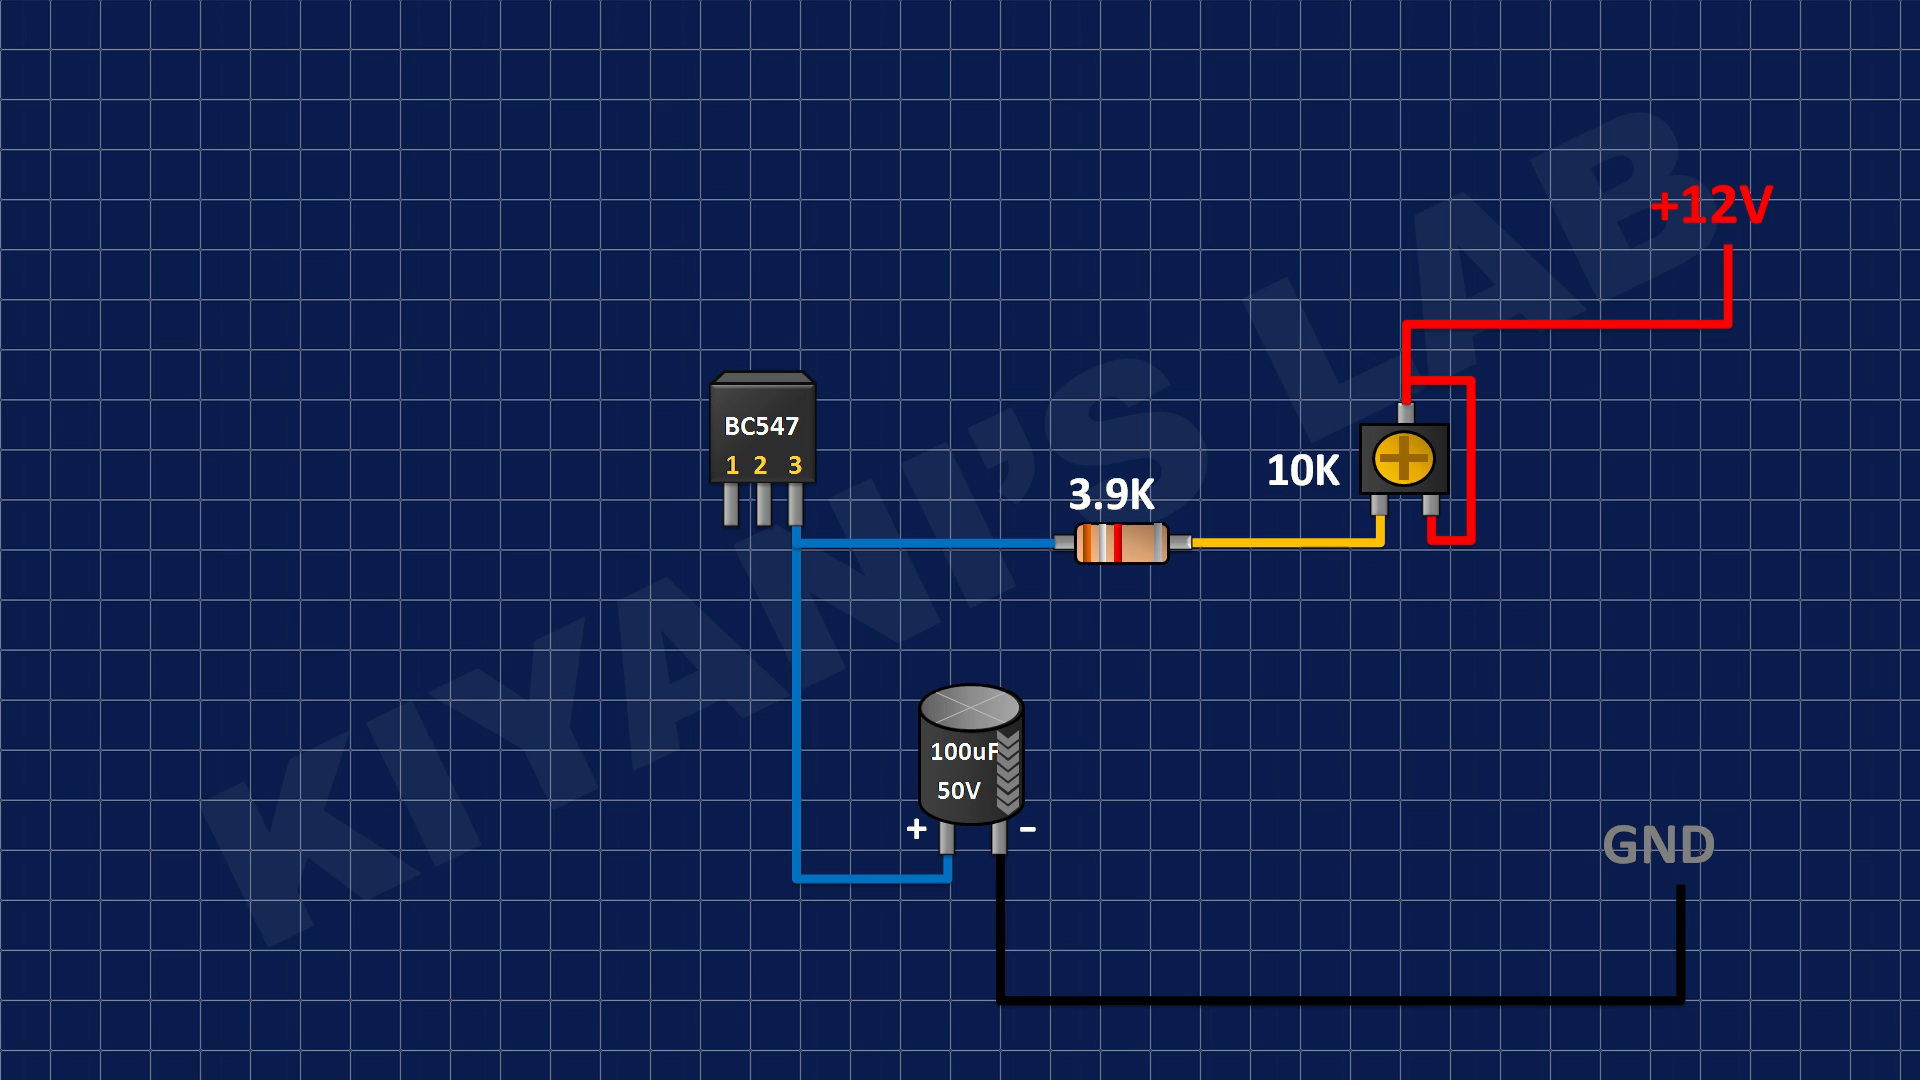 +12V
BC547
1 2 3
10K
3.9K
KIYANI'S LAB
100uF
50V
+ -
GND